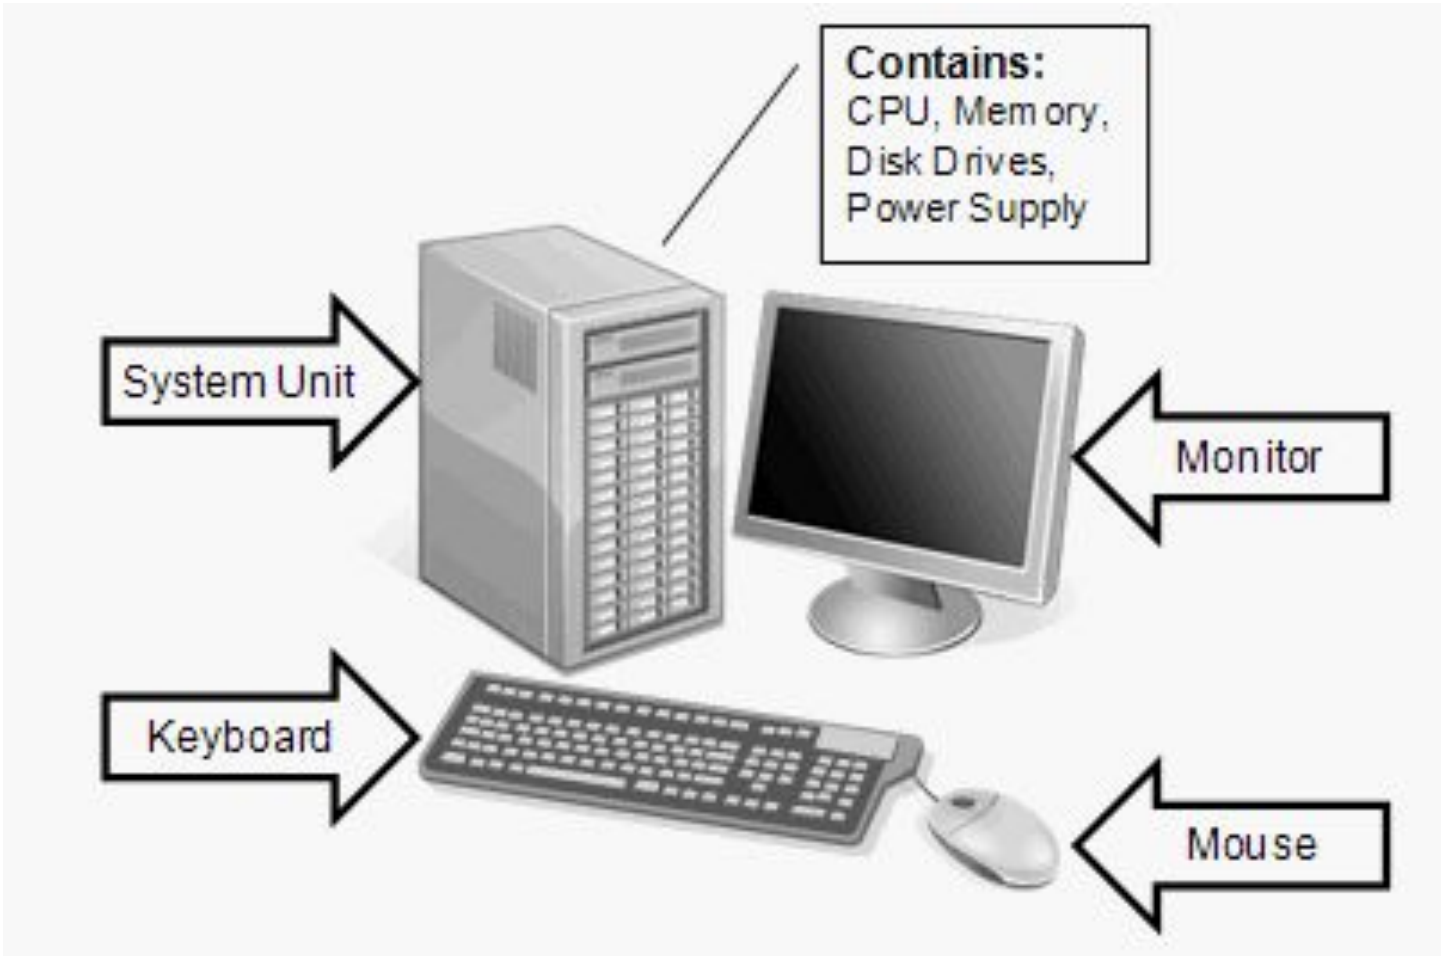 Contains:
CPU, Memory,
Disk Drives,
Power Supply
System Unit
Monitor
Keyboard
Mouse